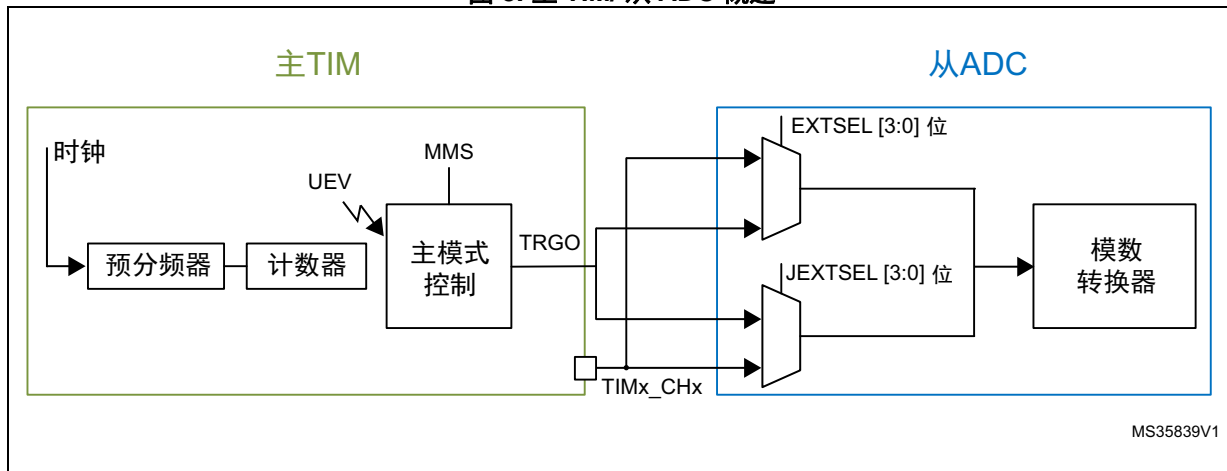 主TIM
从ADC
时钟
UEV
MMS
EXTSEL [3:0] 位
预分频器
计数器
主模式
控制
TRGO
JEXTSEL [3:0] 位
模数
转换器
TIMx_CHx
MS35839V1